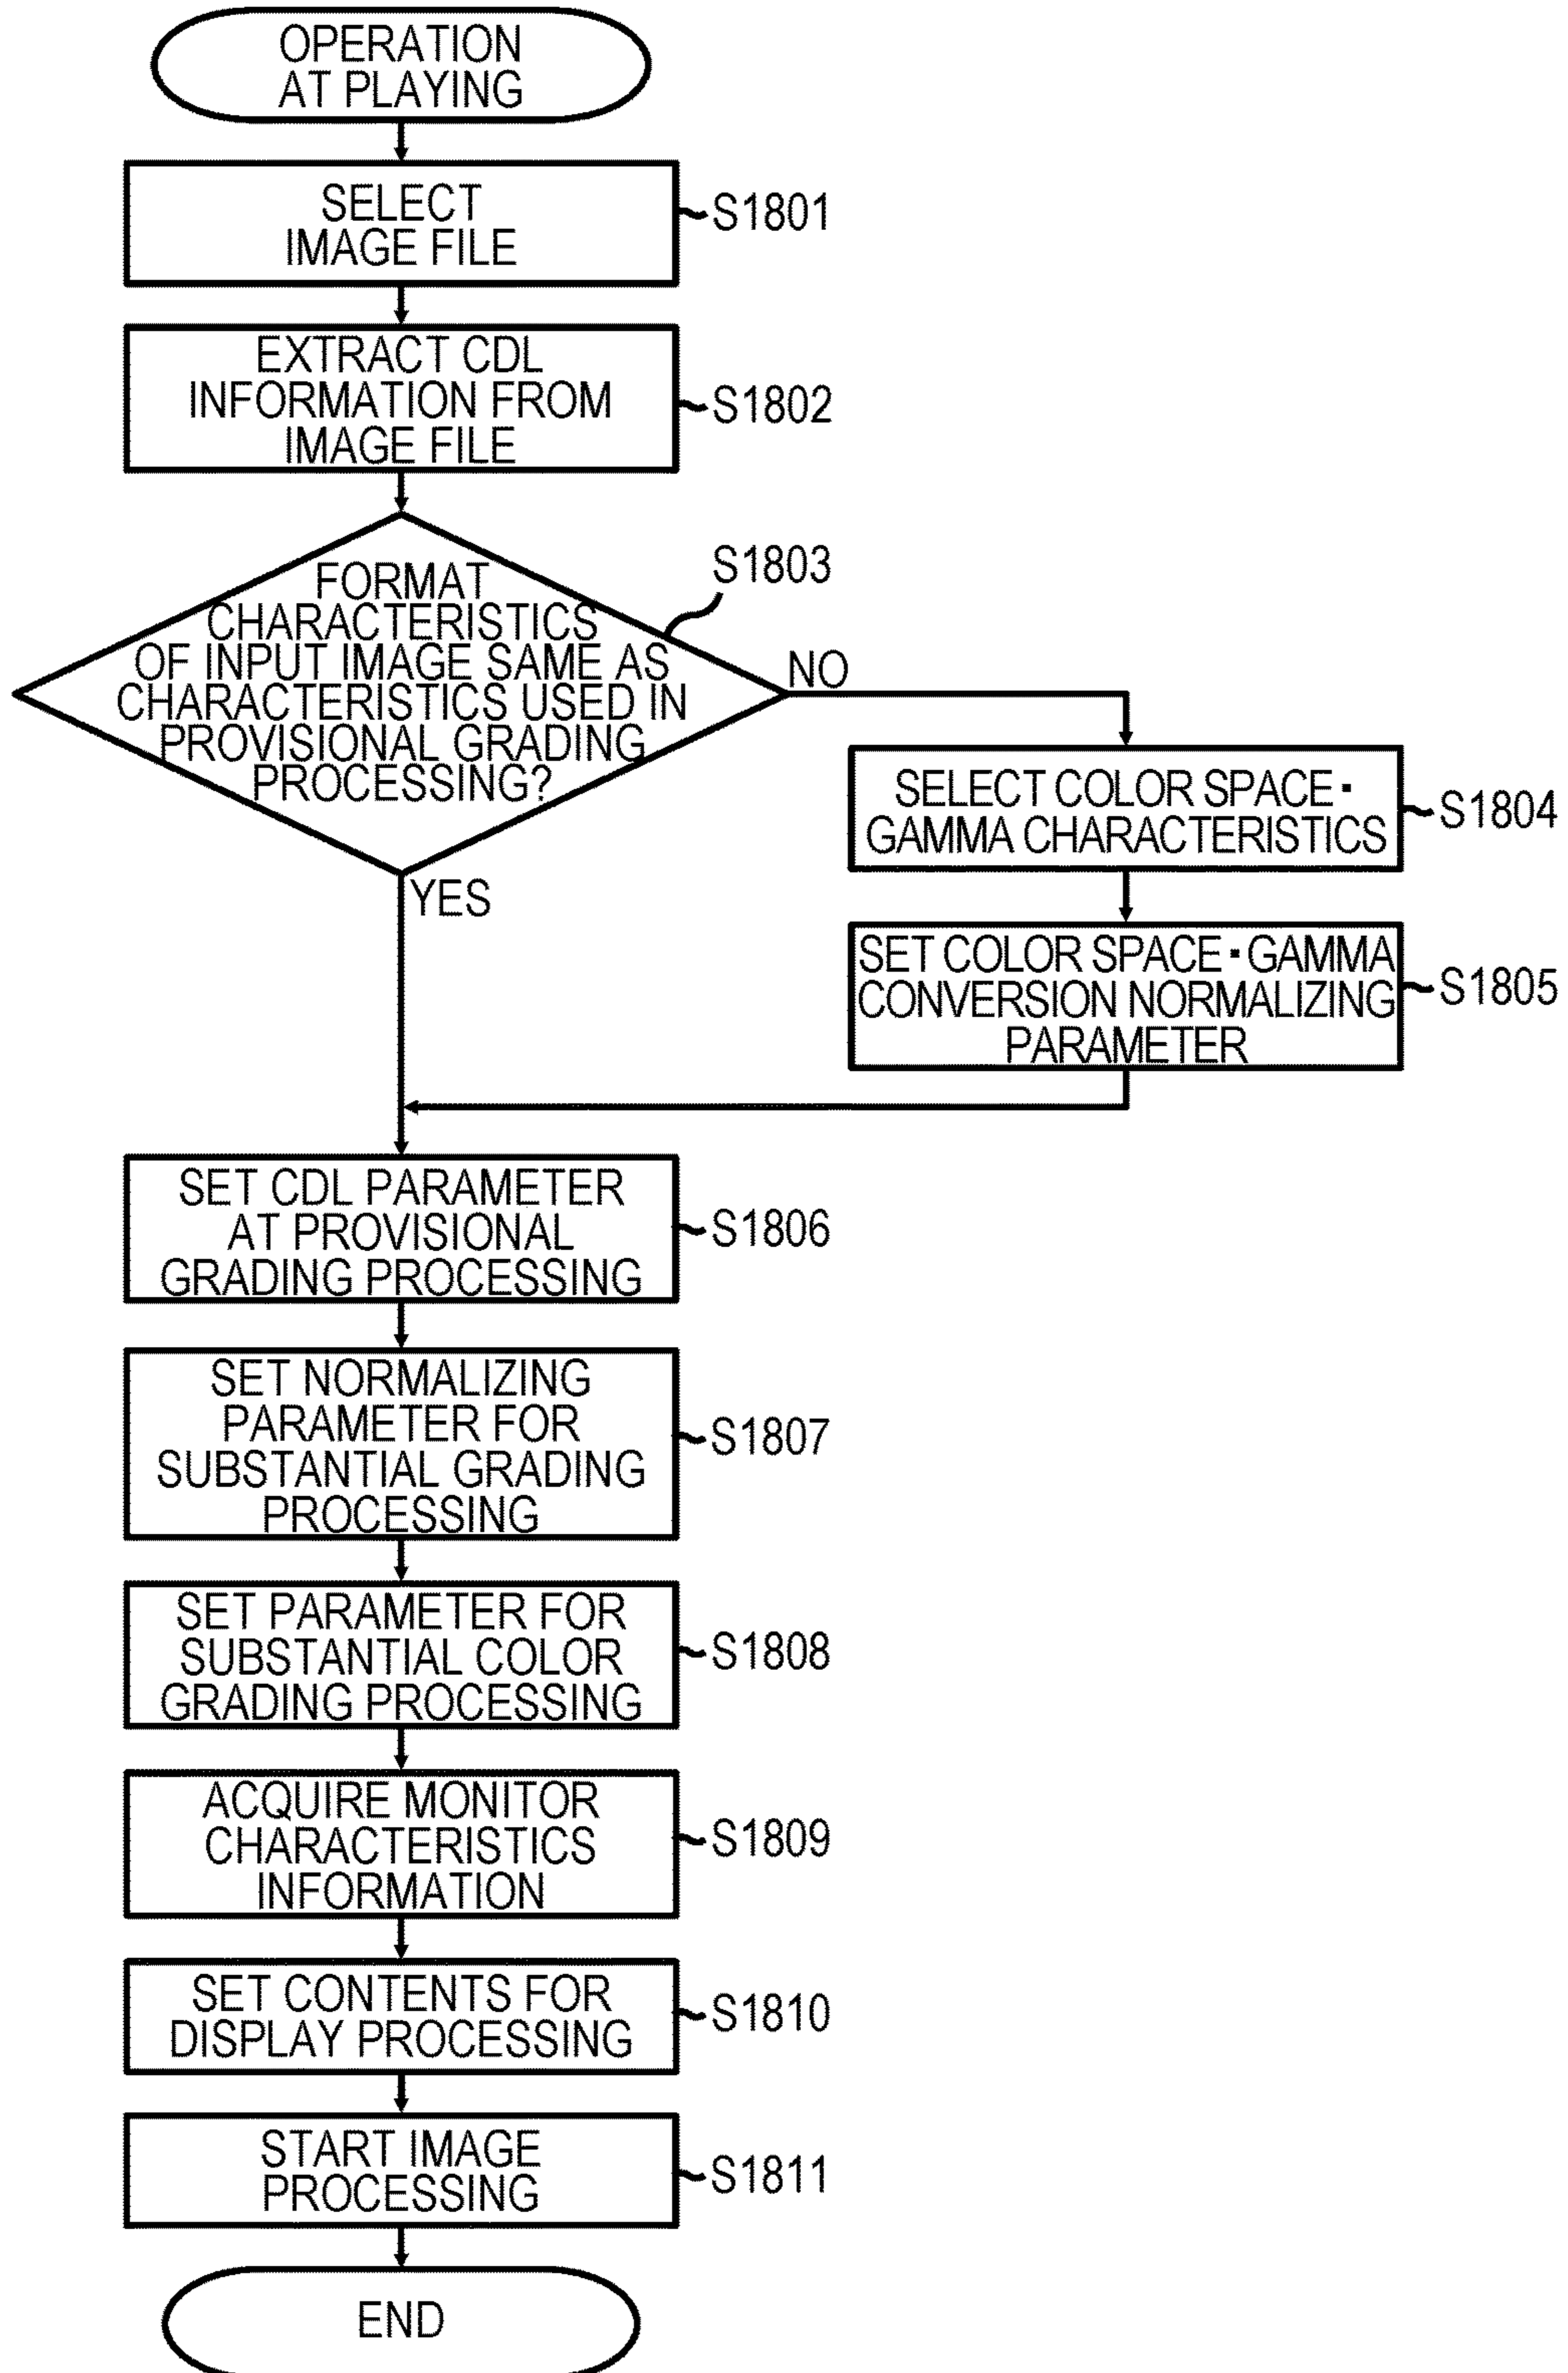 OPERATION
AT PLAYING
SELECT
IMAGE FILE
S1801
EXTRACT CDL
INFORMATION FROM
IMAGE FILE
S1802
FORMAT
CHARACTERISTICS
OF INPUT IMAGE SAME AS
CHARACTERISTICS USED IN
PROVISIONAL GRADING
PROCESSING?
S1803
NO
SELECT COLOR SPACE·
GAMMA CHARACTERISTICS
S1804
YES
SET COLOR SPACE·GAMMA
CONVERSION NORMALIZING
PARAMETER
S1805
SET CDL PARAMETER
AT PROVISIONAL
GRADING PROCESSING
S1806
SET NORMALIZING
PARAMETER FOR
SUBSTANTIAL GRADING
PROCESSING
S1807
SET PARAMETER FOR
SUBSTANTIAL COLOR
GRADING PROCESSING
S1808
ACQUIRE MONITOR
CHARACTERISTICS
INFORMATION
S1809
SET CONTENTS FOR
DISPLAY PROCESSING
S1810
START IMAGE
PROCESSING
S1811
END